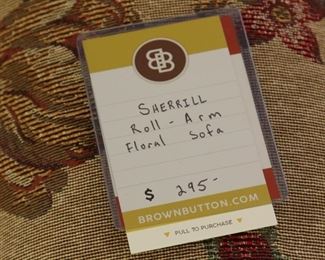 BB
SHERRILL
Roll - Arm
Floral Sofa
$ 295-
BROWNBUTTON.COM
PULL TO PURCHASE